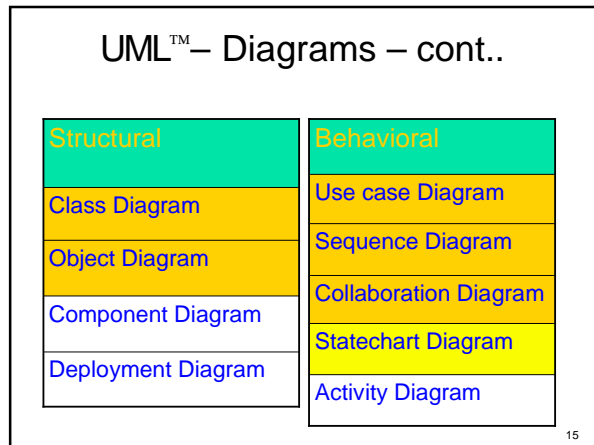 UML™– Diagrams – cont..
Structural
Class Diagram
Object Diagram
Component Diagram
Deployment Diagram
Behavioral
Use case Diagram
Sequence Diagram
Collaboration Diagram
Statechart Diagram
Activity Diagram
15